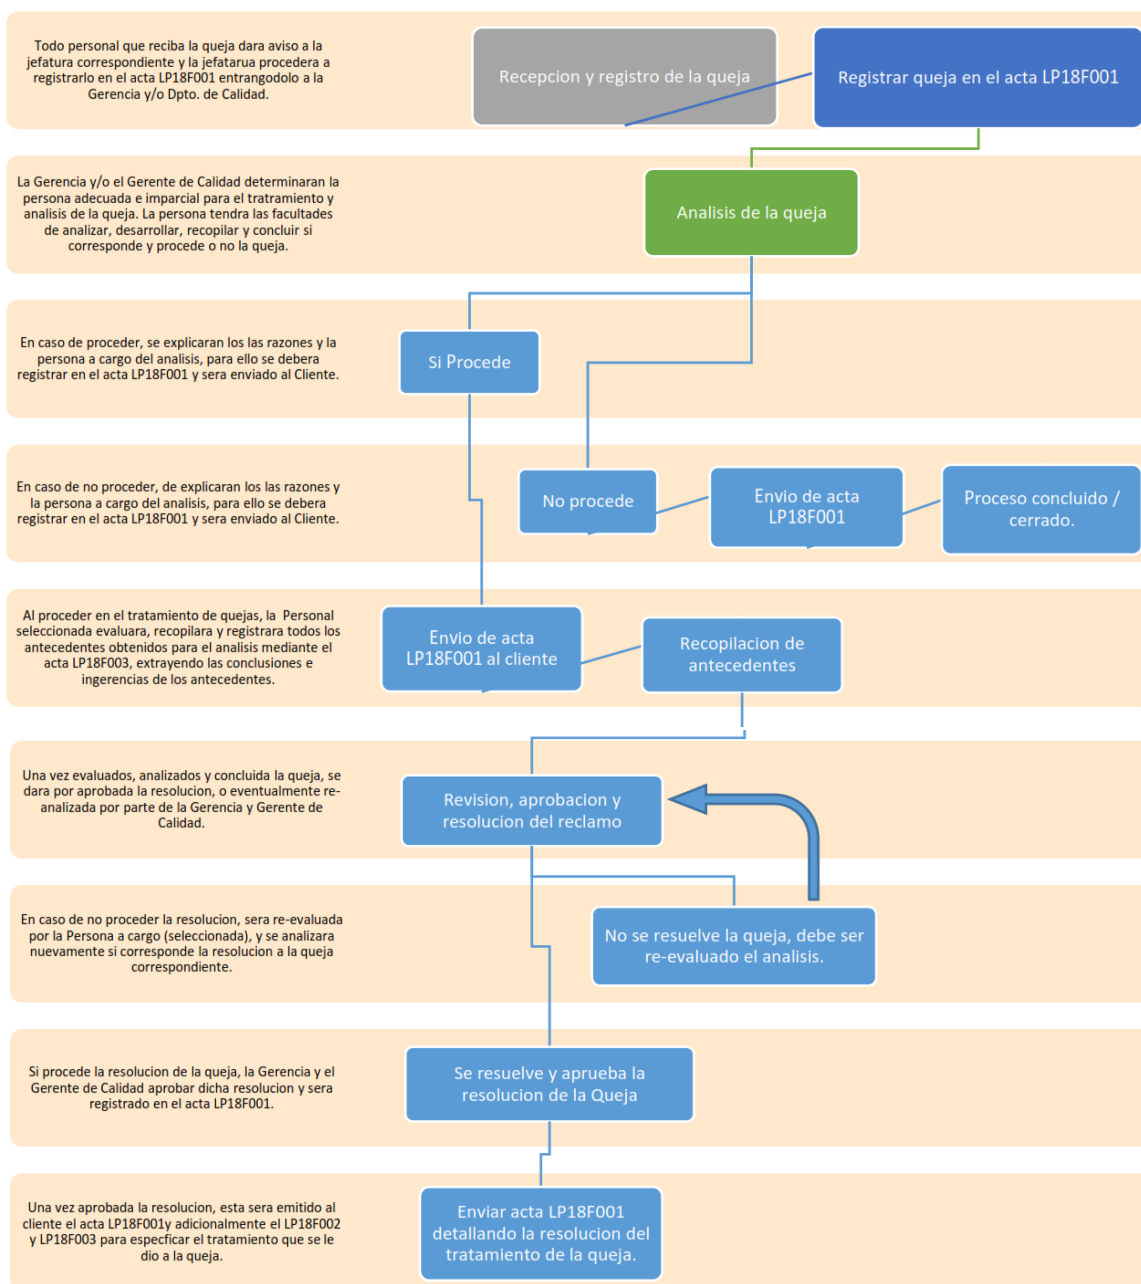 Todo personal que reciba la queja dara aviso a la
jefatura correspondiente y la jefatarua procedera a
registrarlo en el acta LP18F001 entrangodolo a la
Gerencia y/o Dpto. de Calidad.
Recepcion y registro de la queja
Registrar queja en el acta LP18F001
La Gerencia y/o el Gerente de Calidad determinaran la
persona adecuada e imparcial para el tratramiento y
analisis de la queja. La persona tendra las facultades
de analizar, desarrollar, recopilar y concluir si
corresponde y procede o no la queja.
Analisis de la queja
En caso de proceder, se explicaran los las razones y la
persona a cargo del analisis, para ello se debera
registrar en el acta LP18F001 y sera enviado al Cliente.
Si Procede
En caso de no proceder, de explicaran los las razones y
la persona a cargo del analisis, para ello se debera
registrar en el acta LP18F001 y sera enviado al Cliente.
No procede
Envio de acta
LP18F001
Proceso concluido /
cerrado.
Al proceder en el tratamiento de quejas, la Personal
seleccionada evaluara, recopilara y registrara todos los
antecedentes obtenidos para el analisis mediante el
acta LP18F003, extrayendo las conclusiones e
ingerencias de los antecedentes.
Envio de acta
LP18F001 al cliente
Recopilacion de
antecedentes
Una vez evaluados, analizados y concluida la queja, se
dara por aprobada la resolucion, o eventualmente re-
analizada por parte de la Gerencia y Gerente de
Calidad.
Revision, aprobacion y
resolucion del reclamo
En caso de no proceder la resolucion, sera re-evaluada
por la Persona a cargo (seleccionada), y se analizara
nuevamente si corresponde la resolucion a la queja
correspondiente.
No se resuelve la queja, debe ser
re-evaluado el analisis.
Si procede la resolucion de la queja, la Gerencia y el
Gerente de Calidad aprobar dicha resolucion y sera
registrado en el acta LP18F001.
Se resuelve y aprueba la
resolucion de la Queja
Una vez aprobada la resolucion, esta sera emitido al
cliente el acta LP18F001y adicionalmente el LP18F002
y LP18F003 para especficar el tratamiento que se le
dio a la queja.
Enviar acta LP18F001
detallando la resolucion del
tratamiento de la queja.